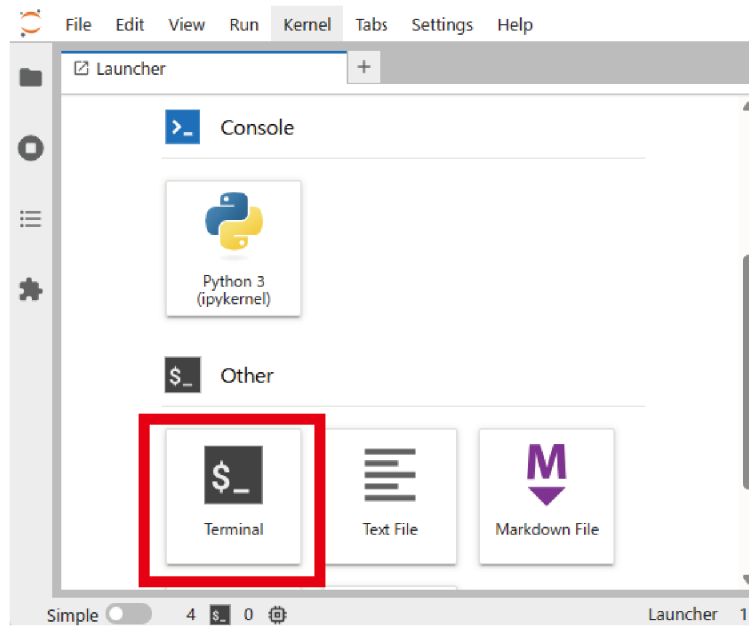 File Edit View Run Kernel Tabs Settings Help
Launcher +
>_ Console
Python 3
(ipykernel)
$_ Other
$_ M
Terminal Text File Markdown File
Simple 4 $_ 0 Launcher 1